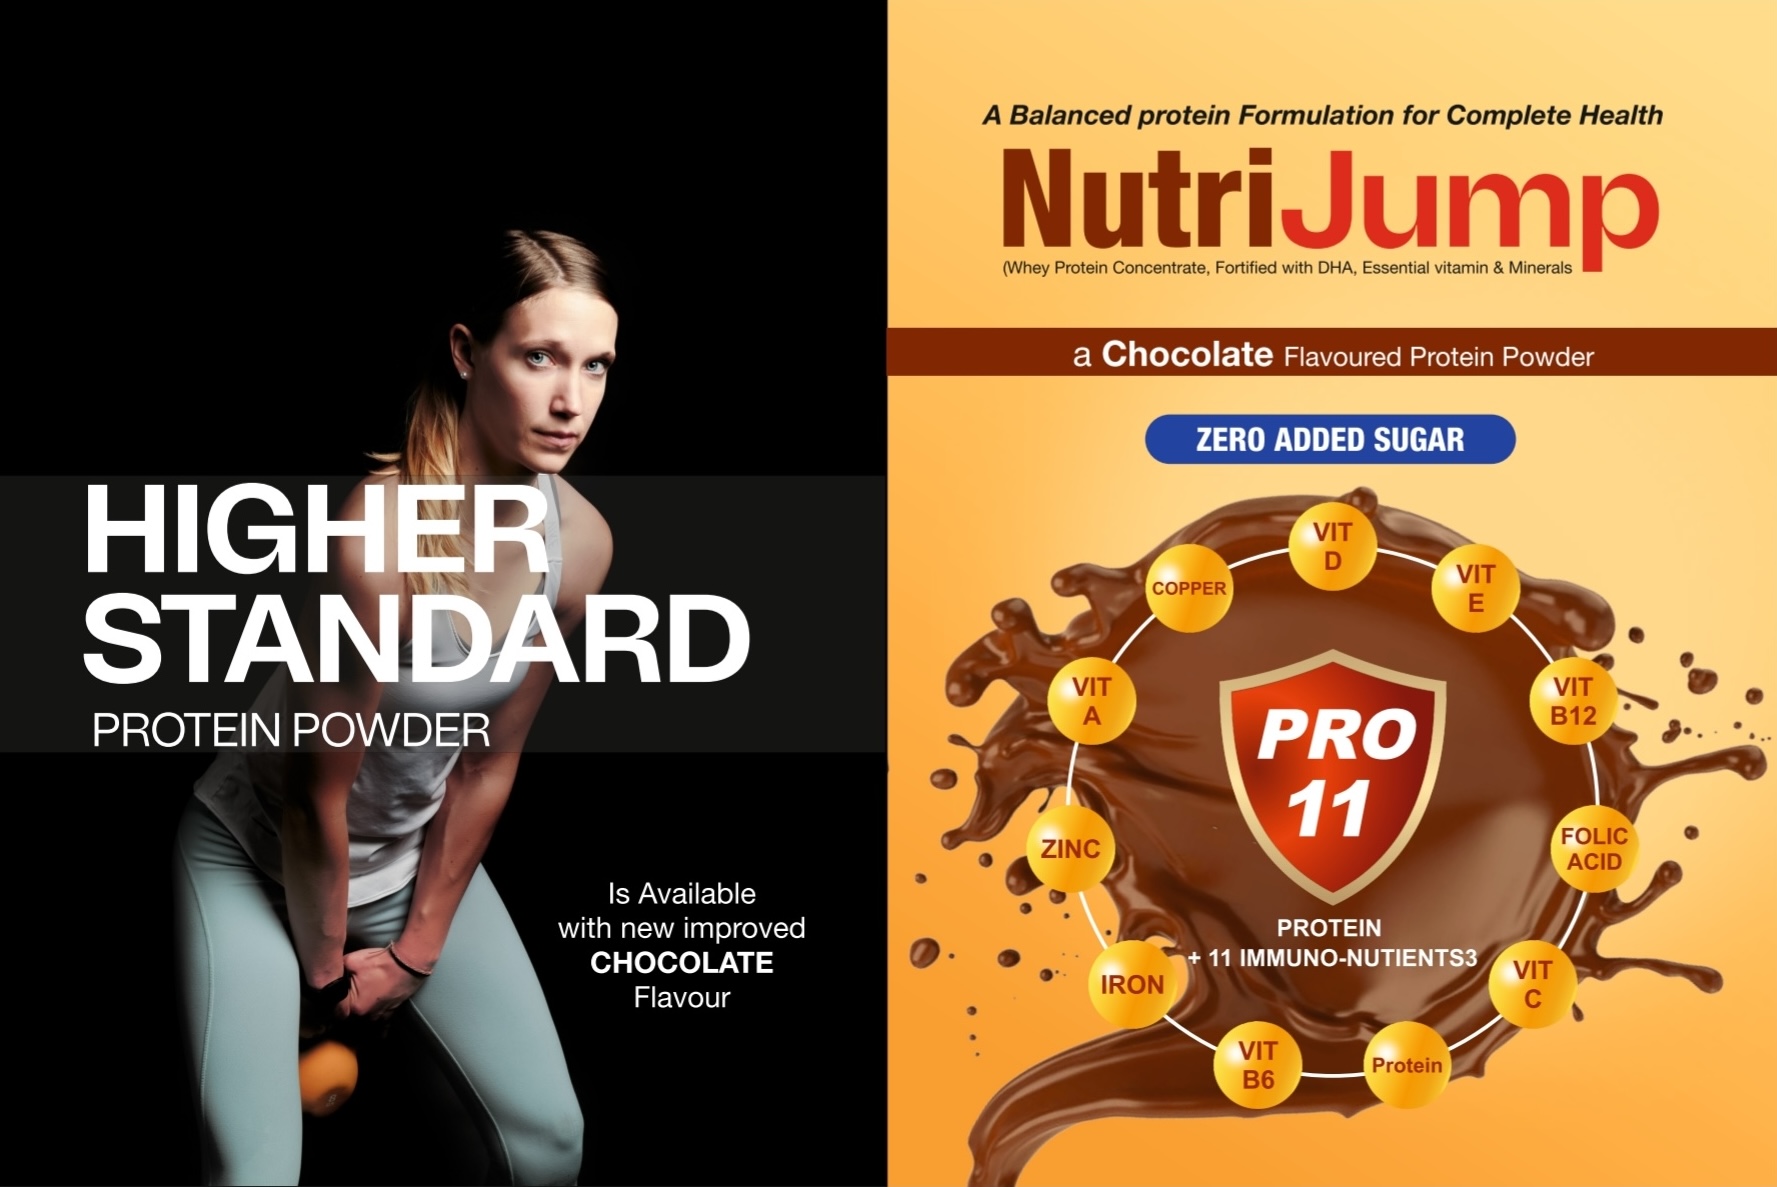 HIGHER
STANDARD
PROTEIN POWDER
Is Available
with new improved
CHOCOLATE
Flavour
A Balanced protein Formulation for Complete Health
NutriJump
(Whey Protein Concentrate, Fortified with DHA, Essential vitamin & Minerals
a Chocolate Flavoured Protein Powder
ZERO ADDED SUGAR
VIT
D
VIT
E
VIT
B12
FOLIC
ACID
VIT
C
Protein
VIT
B6
IRON
ZINC
VIT
A
COPPER
PRO
11
PROTEIN
+ 11 IMMUNO-NUTIENTS3